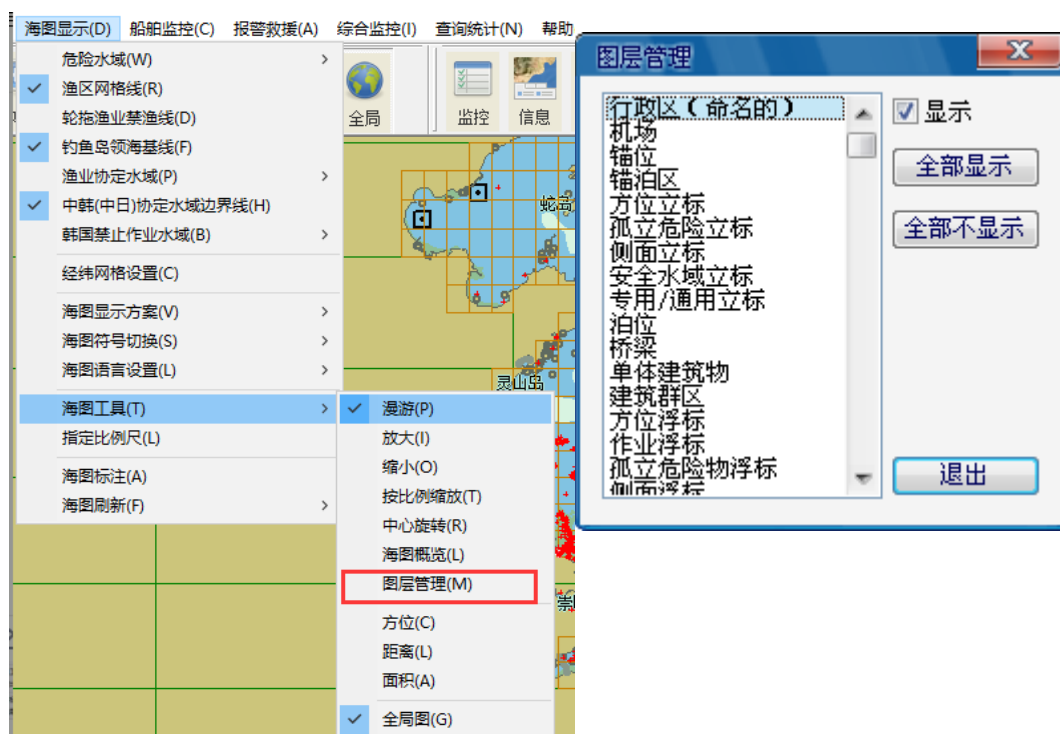 海图显示(D) 船舶监控(C) 报警救援(A) 综合监控(I) 查询统计(N) 帮助
危险水域(W)
渔区网格线(R)
轮拖渔业禁渔线(D)
钓鱼岛领海基线(F)
渔业协定水域(P)
中韩(中日)协定水域边界线(H)
韩国禁止作业水域(B)
经纬网格设置(C)
海图显示方案(V)
海图符号切换(S)
海图语言设置(L)
海图工具(T)
指定比例尺(L)
海图标注(A)
海图刷新(F)
全局
监控
信息
蛇岛
灵山岛
漫游(P)
放大(I)
缩小(O)
按比例缩放(T)
中心旋转(R)
海图概览(L)
图层管理(M)
方位(C)
距离(L)
面积(A)
全局图(G)
图层管理
行政区（命名的）
机场
锚位
锚泊区
方位立标
孤立危险立标
侧面立标
安全水域立标
专用/通用立标
泊位
桥梁
单体建筑物
建筑群区
方位浮标
作业浮标
孤立危险物浮标
侧面浮标
显示
全部显示
全部不显示
退出